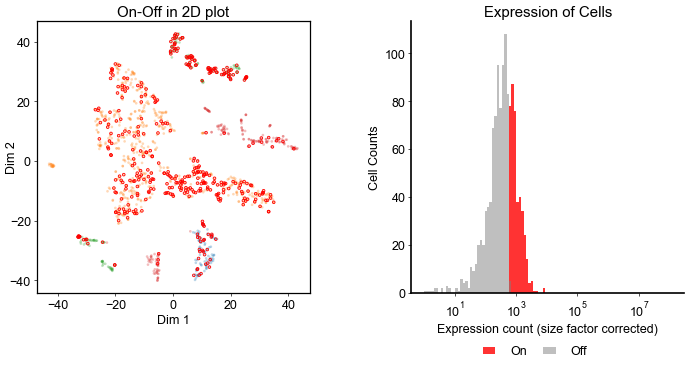 On-Off in 2D plot
Expression of Cells
40
20
0
−20
−40
Dim 2
−40 −20 0 20 40
Dim 1
100
80
60
40
20
0
Cell Counts
10^1 10^3 10^5 10^7
Expression count (size factor corrected)
On Off